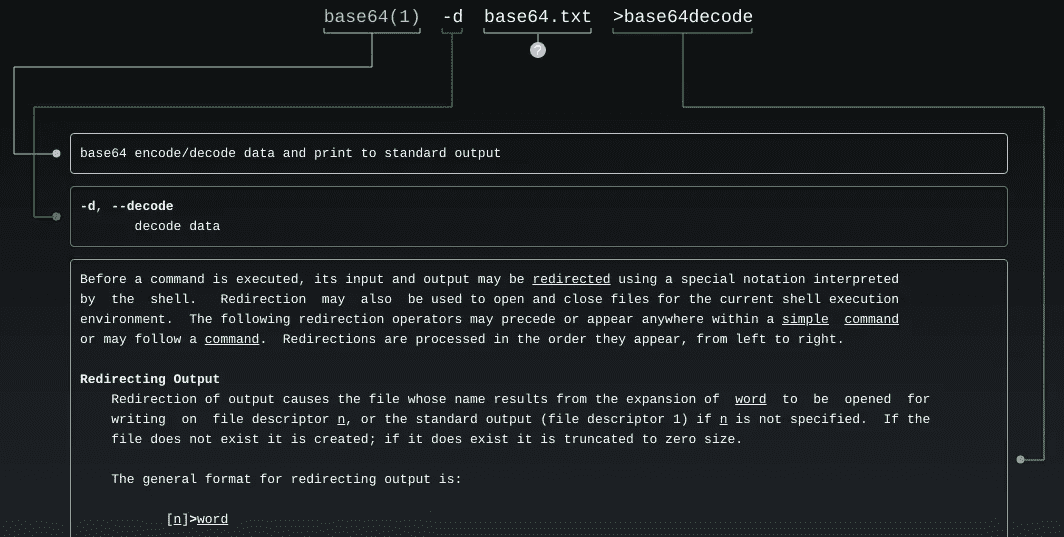 base64(1) -d base64.txt >base64decode
?
base64 encode/decode data and print to standard output
-d, --decode
decode data
Before a command is executed, its input and output may be redirected using a special notation interpreted
by the shell. Redirection may also be used to open and close files for the current shell execution
environment. The following redirection operators may precede or appear anywhere within a simple command
or may follow a command. Redirections are processed in the order they appear, from left to right.
Redirecting Output
Redirection of output causes the file whose name results from the expansion of word to be opened for
writing on file descriptor n, or the standard output (file descriptor 1) if n is not specified. If the
file does not exist it is created; if it does exist it is truncated to zero size.
The general format for redirecting output is:
[n]>word